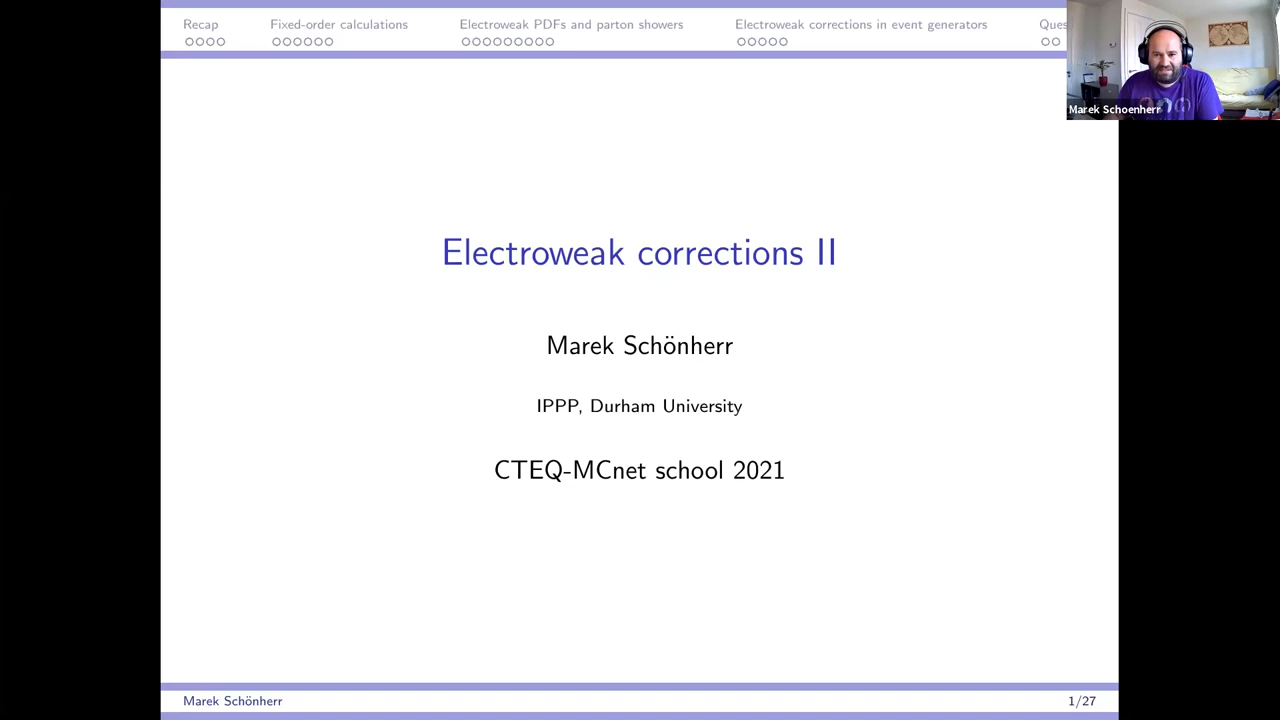 Recap
Fixed-order calculations
Electroweak PDFs and parton showers
Electroweak corrections in event generators
Marek Schoenherr
Electroweak corrections II
Marek Schönherr
IPPP, Durham University
CTEQ-MCnet school 2021
Marek Schönherr
1/27